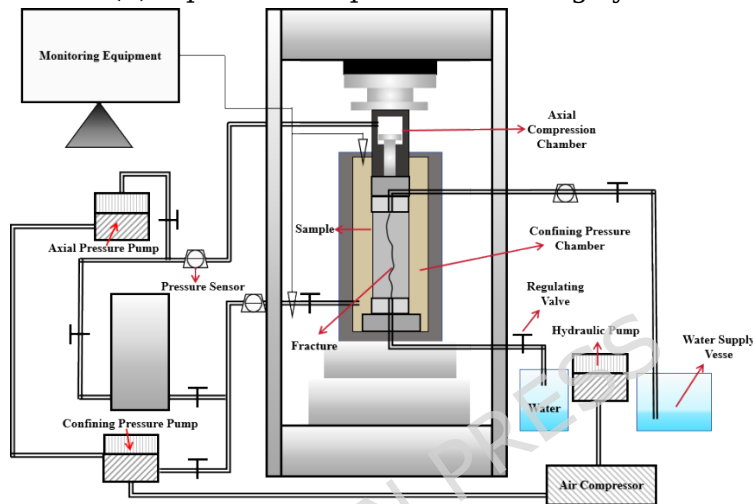 Monitoring Equipment
Axial
Compression
Chamber
Sample
Confining Pressure
Chamber
Axial Pressure Pump
Pressure Sensor
Regulating
Valve
Hydraulic Pump
Fracture
Water Supply
Vesse
Water
Confining Pressure Pump
Air Compressor
PRESS